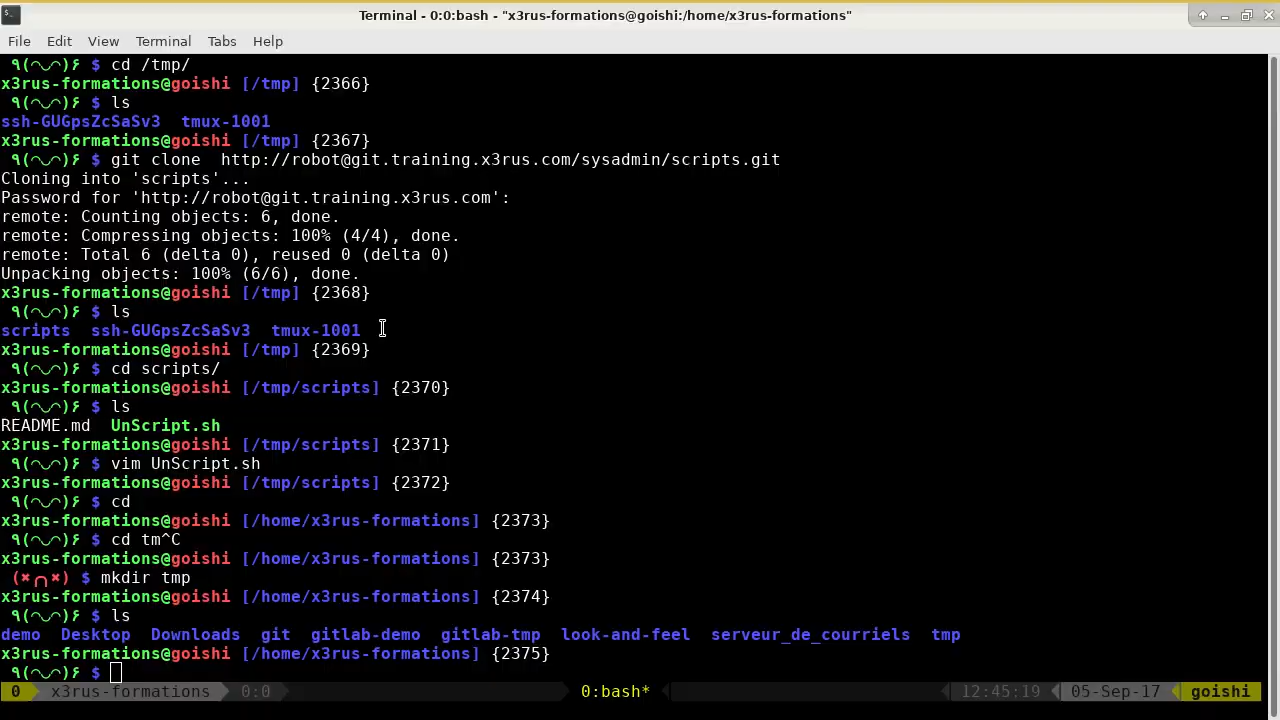 Terminal - 0:0:bash - "x3rus-formations@goishi:/home/x3rus-formations"
File Edit View Terminal Tabs Help
٩(◠◡◠)۶ $ cd /tmp/
x3rus-formations@goishi [/tmp] {2366}
٩(◠◡◠)۶ $ ls
ssh-GUGpsZcSaSv3 tmux-1001
x3rus-formations@goishi [/tmp] {2367}
٩(◠◡◠)۶ $ git clone  http://robot@git.training.x3rus.com/sysadmin/scripts.git
Cloning into 'scripts'...
Password for 'http://robot@git.training.x3rus.com':
remote: Counting objects: 6, done.
remote: Compressing objects: 100% (4/4), done.
remote: Total 6 (delta 0), reused 0 (delta 0)
Unpacking objects: 100% (6/6), done.
x3rus-formations@goishi [/tmp] {2368}
٩(◠◡◠)۶ $ ls
scripts ssh-GUGpsZcSaSv3 tmux-1001
x3rus-formations@goishi [/tmp] {2369}
٩(◠◡◠)۶ $ cd scripts/
x3rus-formations@goishi [/tmp/scripts] {2370}
٩(◠◡◠)۶ $ ls
README.md UnScript.sh
x3rus-formations@goishi [/tmp/scripts] {2371}
٩(◠◡◠)۶ $ vim UnScript.sh
x3rus-formations@goishi [/tmp/scripts] {2372}
٩(◠◡◠)۶ $ cd
x3rus-formations@goishi [/home/x3rus-formations] {2373}
٩(◠◡◠)۶ $ cd tm^C
x3rus-formations@goishi [/home/x3rus-formations] {2373}
(✖╭╮✖) $ mkdir tmp
x3rus-formations@goishi [/home/x3rus-formations] {2374}
٩(◠◡◠)۶ $ ls
demo Desktop Downloads git gitlab-demo gitlab-tmp look-and-feel serveur_de_courriels tmp
x3rus-formations@goishi [/home/x3rus-formations] {2375}
٩(◠◡◠)۶ $
0 x3rus-formations 0:0 0:bash* 12:45:19 05-Sep-17 goishi